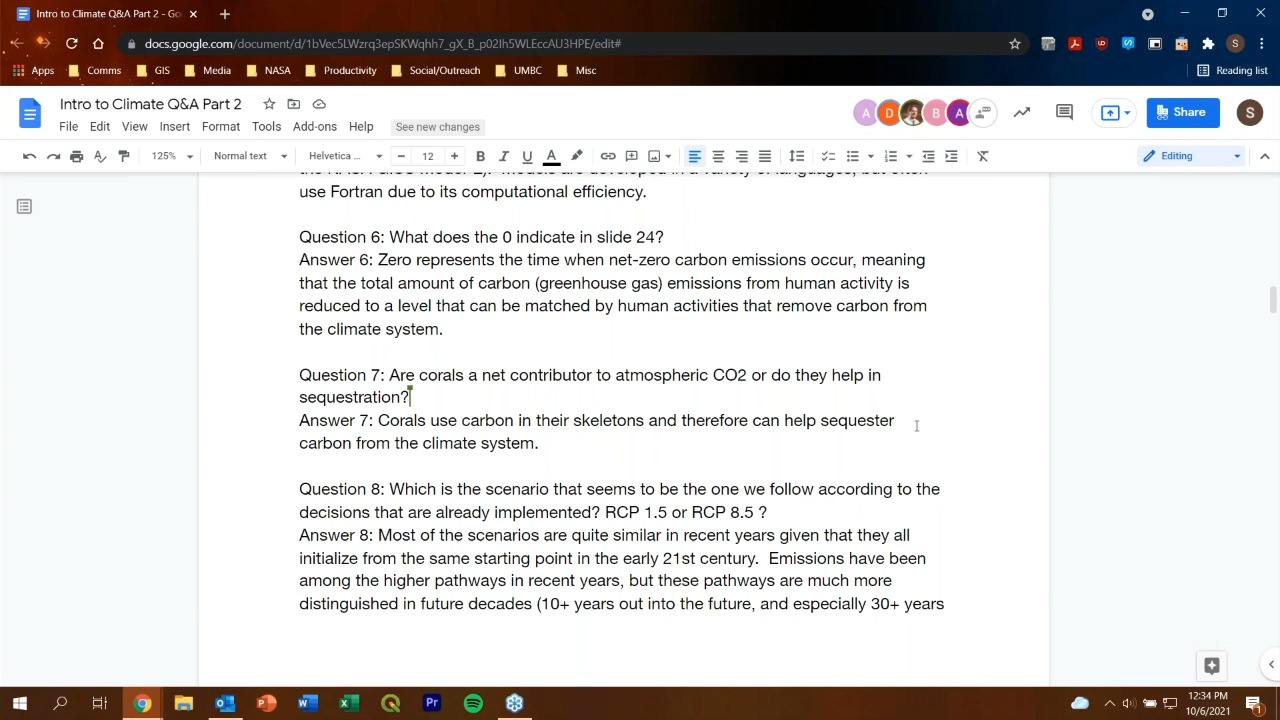 Intro to Climate Q&A Part 2 - Go
docs.google.com/document/d/1bVec5LWzrq3epSKWqhh7_gX_B_p02Ih5WLEccAU3HPE/edit#
Apps Comms GIS Media NASA Productivity Social/Outreach UMBC Misc Reading list
Intro to Climate Q&A Part 2
File Edit View Insert Format Tools Add-ons Help See new changes
A D B A Share S
125% Normal text Helvetica ... 12 B I U A Editing
use Fortran due to its computational efficiency.
Question 6: What does the 0 indicate in slide 24?
Answer 6: Zero represents the time when net-zero carbon emissions occur, meaning
that the total amount of carbon (greenhouse gas) emissions from human activity is
reduced to a level that can be matched by human activities that remove carbon from
the climate system.
Question 7: Are corals a net contributor to atmospheric CO2 or do they help in
sequestration?
Answer 7: Corals use carbon in their skeletons and therefore can help sequester
carbon from the climate system.
Question 8: Which is the scenario that seems to be the one we follow according to the
decisions that are already implemented? RCP 1.5 or RCP 8.5 ?
Answer 8: Most of the scenarios are quite similar in recent years given that they all
initialize from the same starting point in the early 21st century.  Emissions have been
among the higher pathways in recent years, but these pathways are much more
distinguished in future decades (10+ years out into the future, and especially 30+ years
12:34 PM
10/6/2021